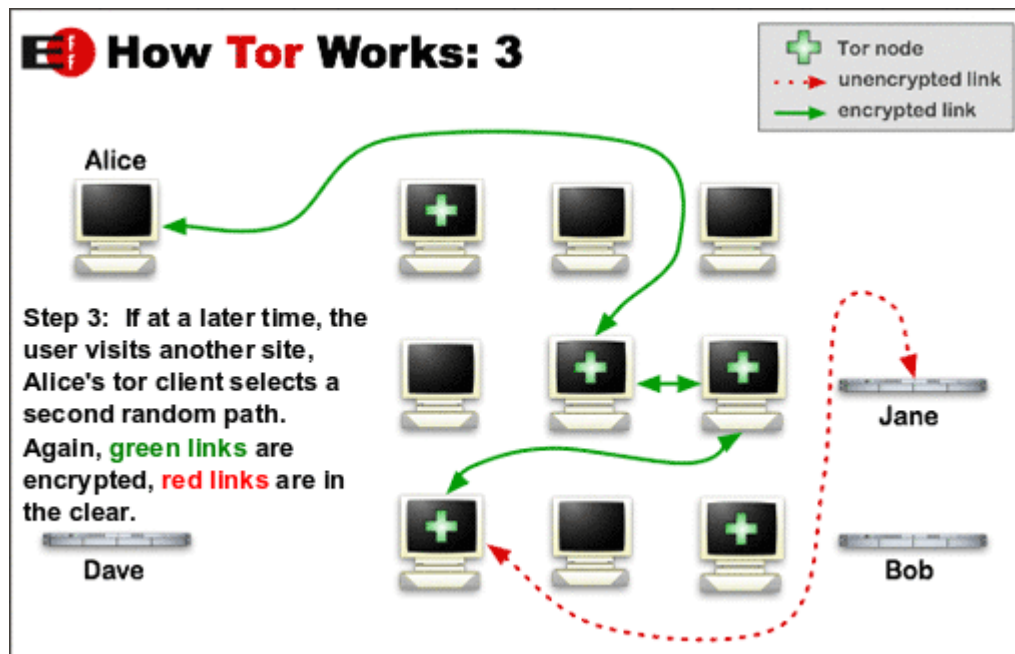 EFF How Tor Works: 3
Tor node
unencrypted link
encrypted link
Alice
Step 3: If at a later time, the
user visits another site,
Alice's tor client selects a
second random path.
Again, green links are
encrypted, red links are in
the clear.
Jane
Dave
Bob